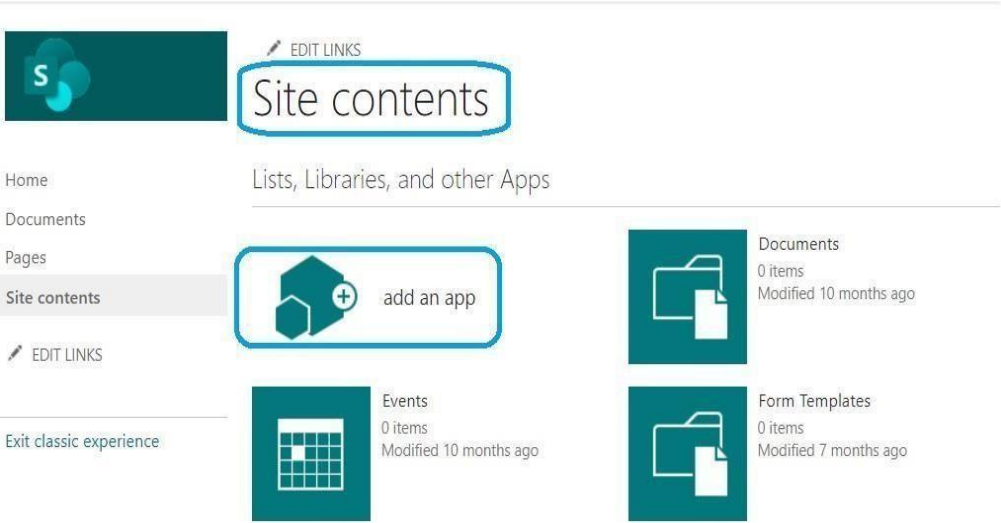 S
EDIT LINKS
Site contents
Home
Documents
Pages
Site contents
EDIT LINKS
Exit classic experience
Lists, Libraries, and other Apps
add an app
Documents
0 items
Modified 10 months ago
Events
0 items
Modified 10 months ago
Form Templates
0 items
Modified 7 months ago